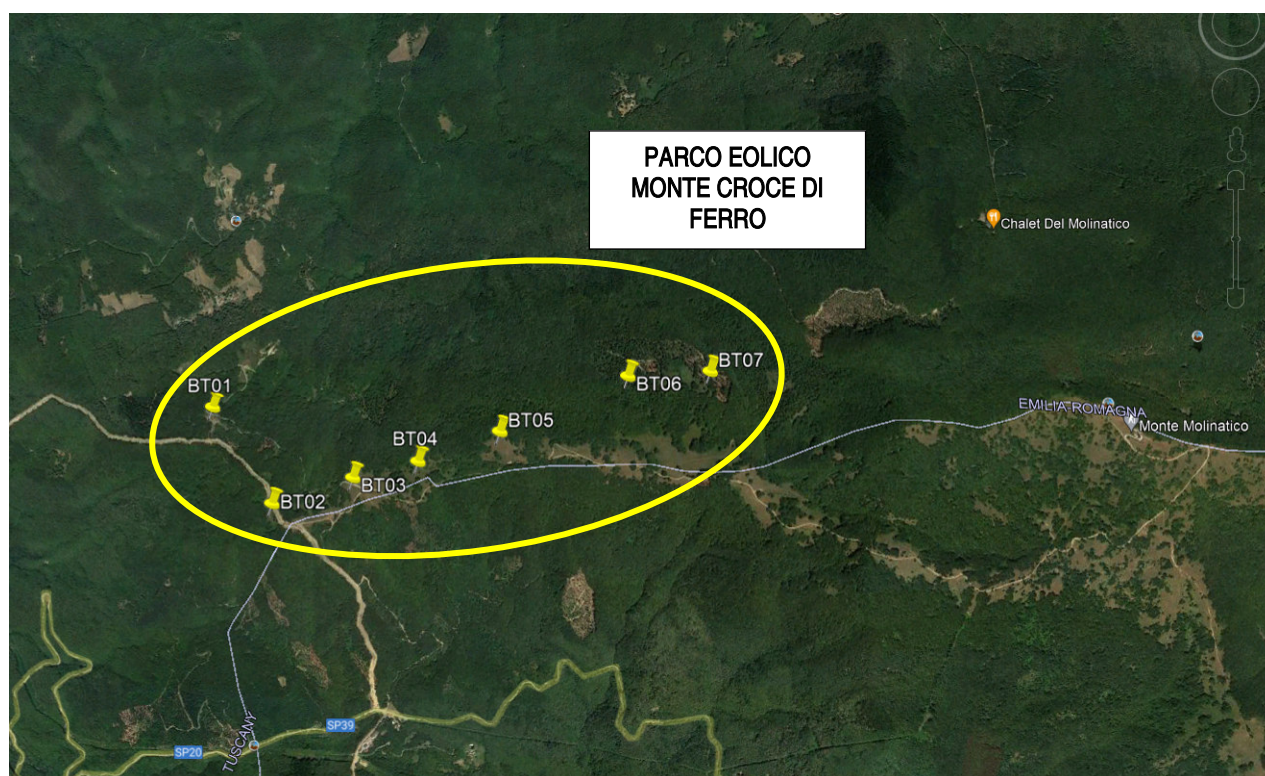 PARCO EOLICO
MONTE CROCE DI
FERRO
Chalet Del Molinatico
BT01
BT02
BT03
BT04
BT05
BT06
BT07
EMILIA ROMAGNA
Monte Molinatico
TUSCANY
SP39
SP20